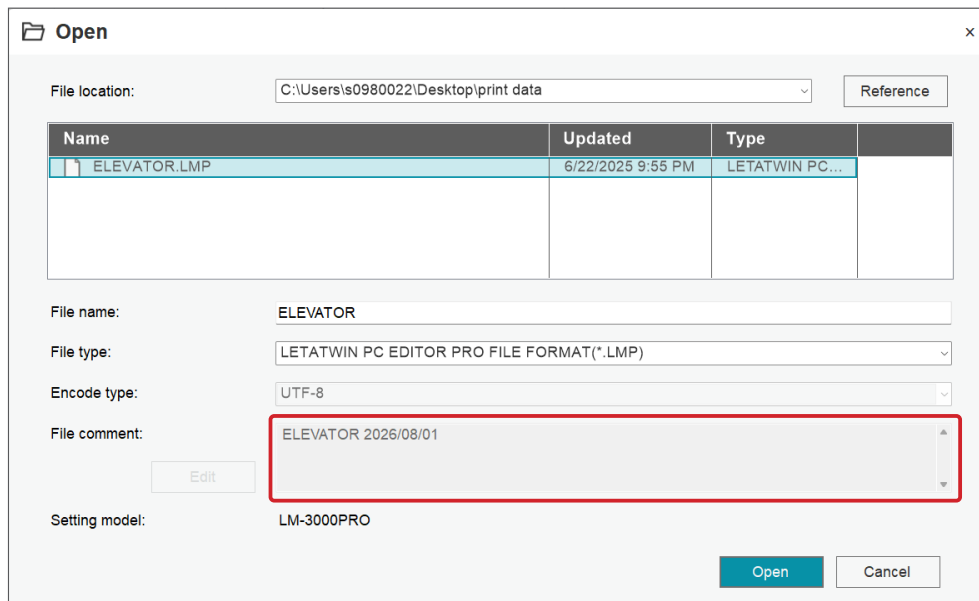 Open
×
File location: C:\Users\s0980022\Desktop\print data Reference
Name Updated Type
ELEVATOR.LMP 6/22/2025 9:55 PM LETATWIN PC...
File name: ELEVATOR
File type: LETATWIN PC EDITOR PRO FILE FORMAT(*.LMP)
Encode type: UTF-8
File comment: ELEVATOR 2026/08/01
Edit
Setting model: LM-3000PRO
Open Cancel